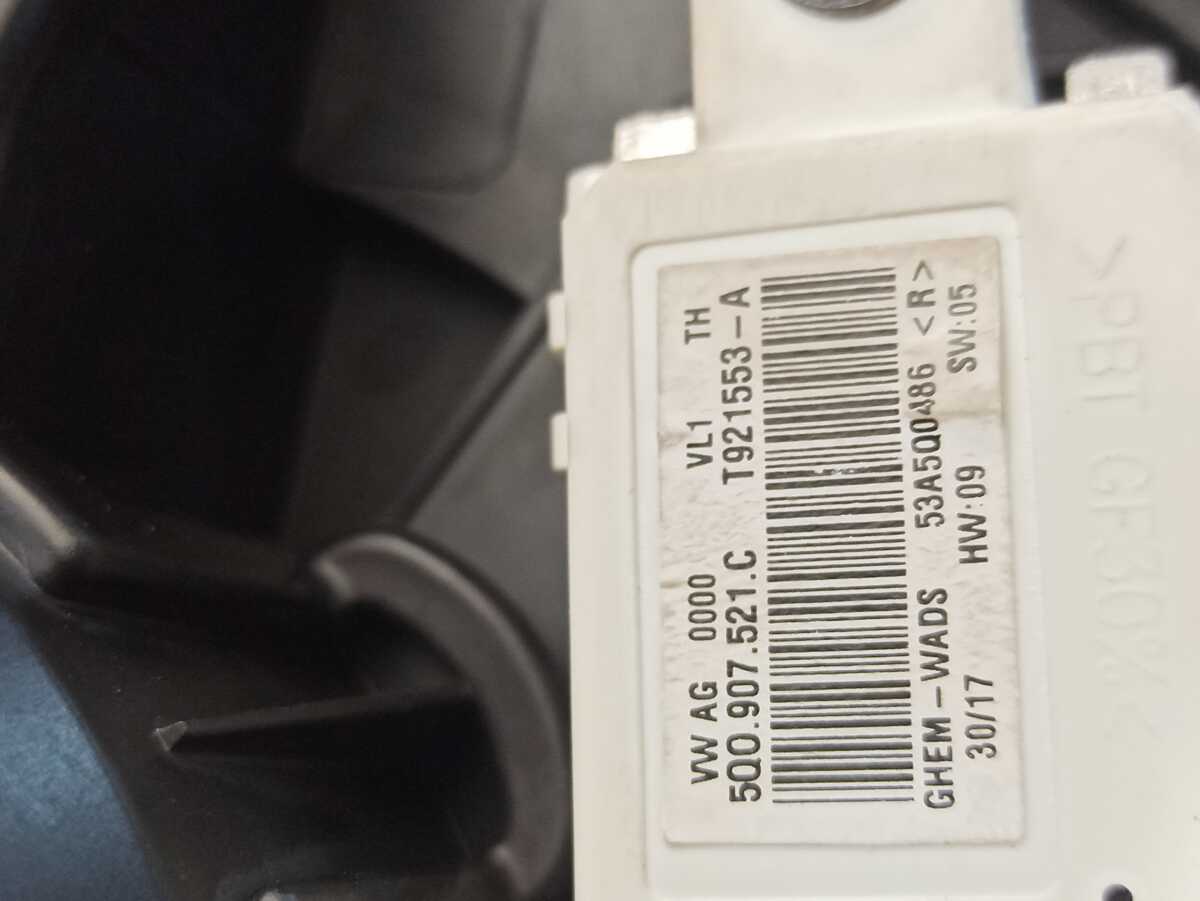 VW AG 0000 VL1 TH
5Q0.907.521.C T921553-A
GHEM-WADS 53A5Q0486 <R>
30/17 HW:09 SW:05
>PBT GF30%<